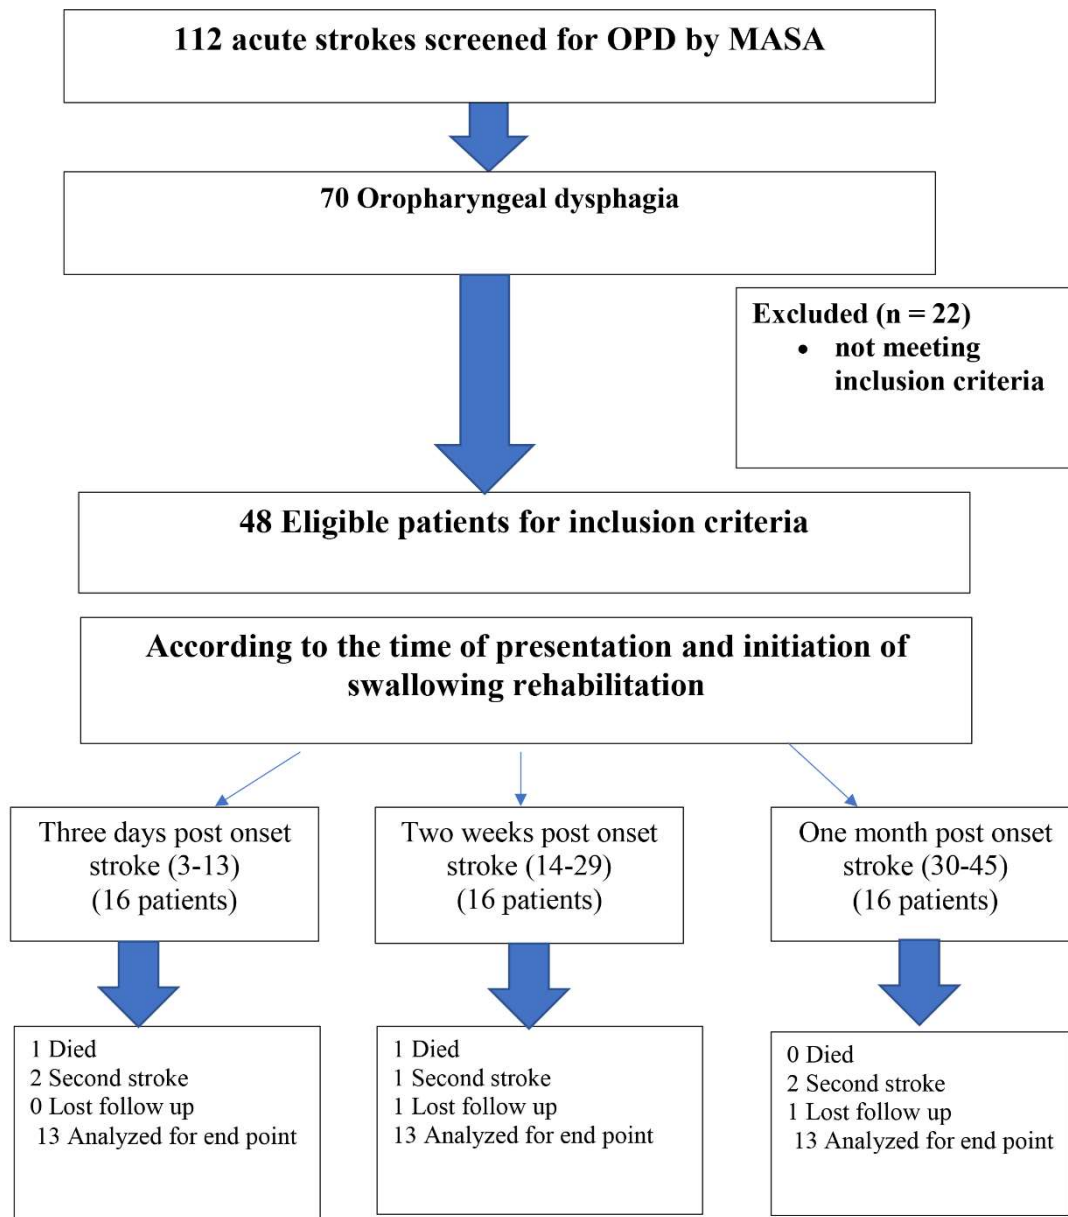 112 acute strokes screened for OPD by MASA
70 Oropharyngeal dysphagia
Excluded (n = 22)
• not meeting
inclusion criteria
48 Eligible patients for inclusion criteria
According to the time of presentation and initiation of
swallowing rehabilitation
Three days post onset
stroke (3-13)
(16 patients)
Two weeks post onset
stroke (14-29)
(16 patients)
One month post onset
stroke (30-45)
(16 patients)
1 Died
2 Second stroke
0 Lost follow up
13 Analyzed for end point
1 Died
1 Second stroke
1 Lost follow up
13 Analyzed for end point
0 Died
2 Second stroke
1 Lost follow up
13 Analyzed for end point